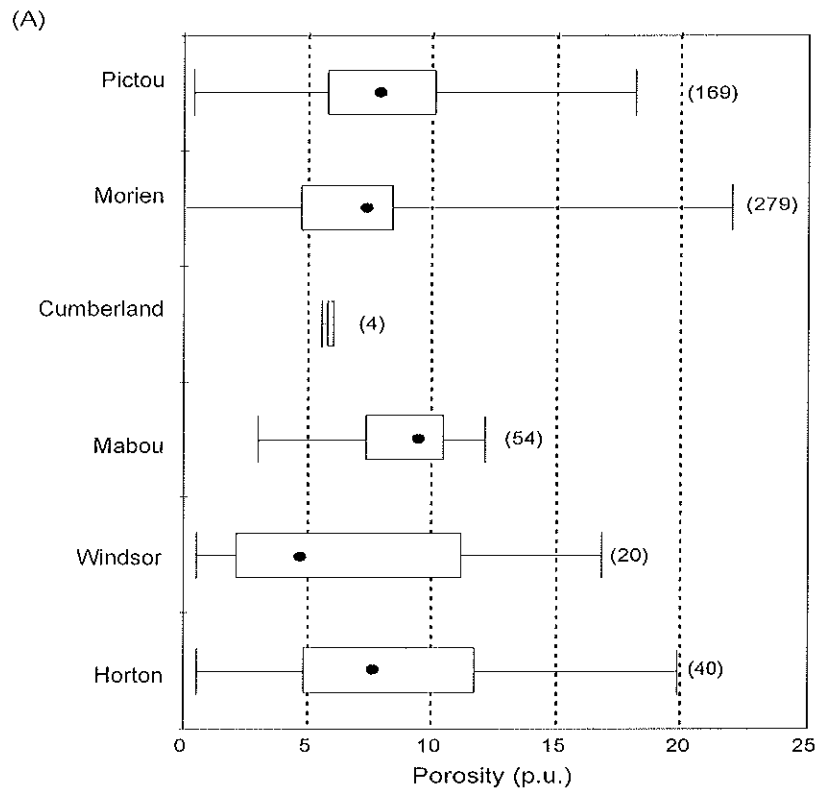 (A)
Pictou
(169)
Morien
(279)
Cumberland
(4)
Mabou
(54)
Windsor
(20)
Horton
(40)
0 5 10 15 20 25
Porosity (p.u.)